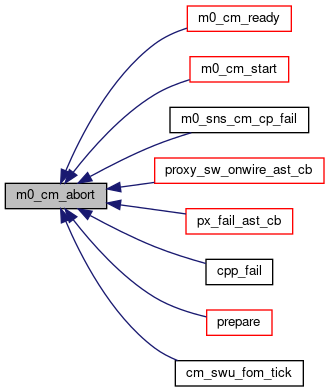 m0_cm_ready
m0_cm_start
m0_sns_cm_cp_fail
proxy_sw_onwire_ast_cb
m0_cm_abort
px_fail_ast_cb
cpp_fail
prepare
cm_swu_fom_tick